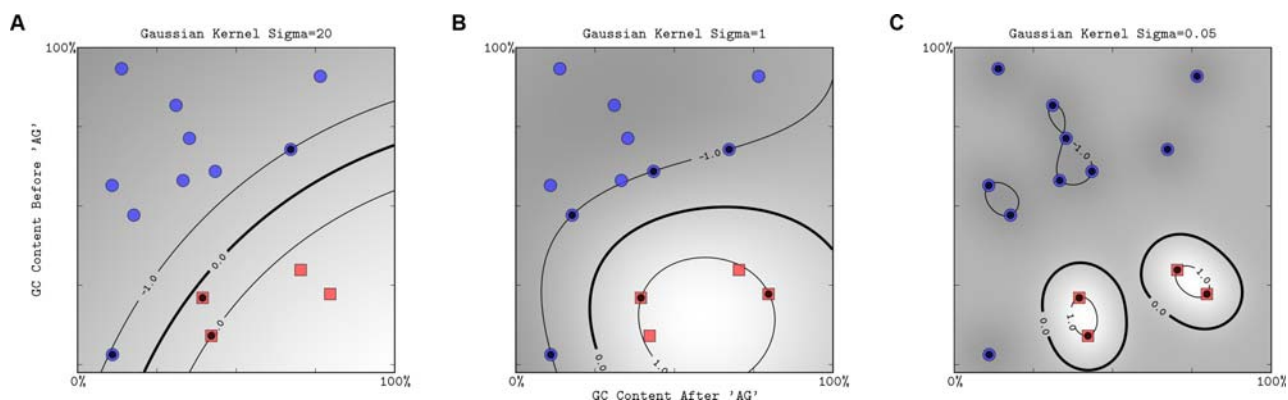 A
Gaussian Kernel Sigma=20
100%
GC Content Before 'AG'
-1.0
0.0
.0
0%
100%
B
Gaussian Kernel Sigma=1
100%
-1.0
0.0
1.0
0%
100%
GC Content After 'AG'
C
Gaussian Kernel Sigma=0.05
100%
-1.0
1.0
0.0
1.0
0.0
0%
100%